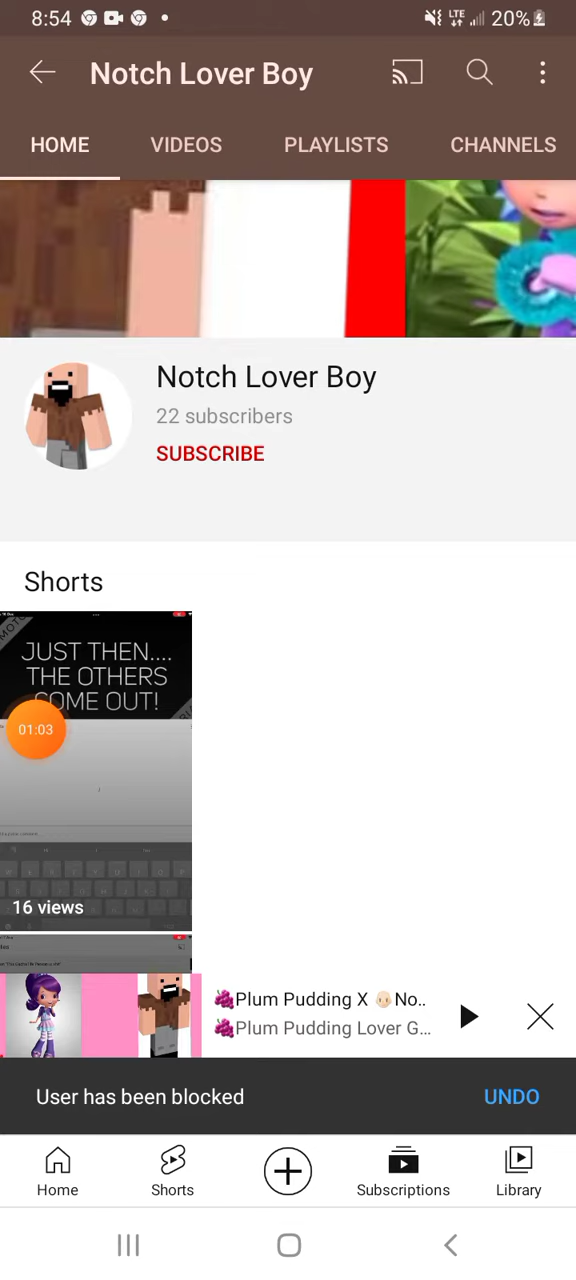 8:54 LTE 20%
Notch Lover Boy
HOME VIDEOS PLAYLISTS CHANNELS
Notch Lover Boy
22 subscribers
SUBSCRIBE
Shorts
JUST THEN....
THE OTHERS
COME OUT!
01:03
16 views
🍇Plum Pudding X 👴🏻No..
🍇Plum Pudding Lover G...
User has been blocked UNDO
Home Shorts Subscriptions Library